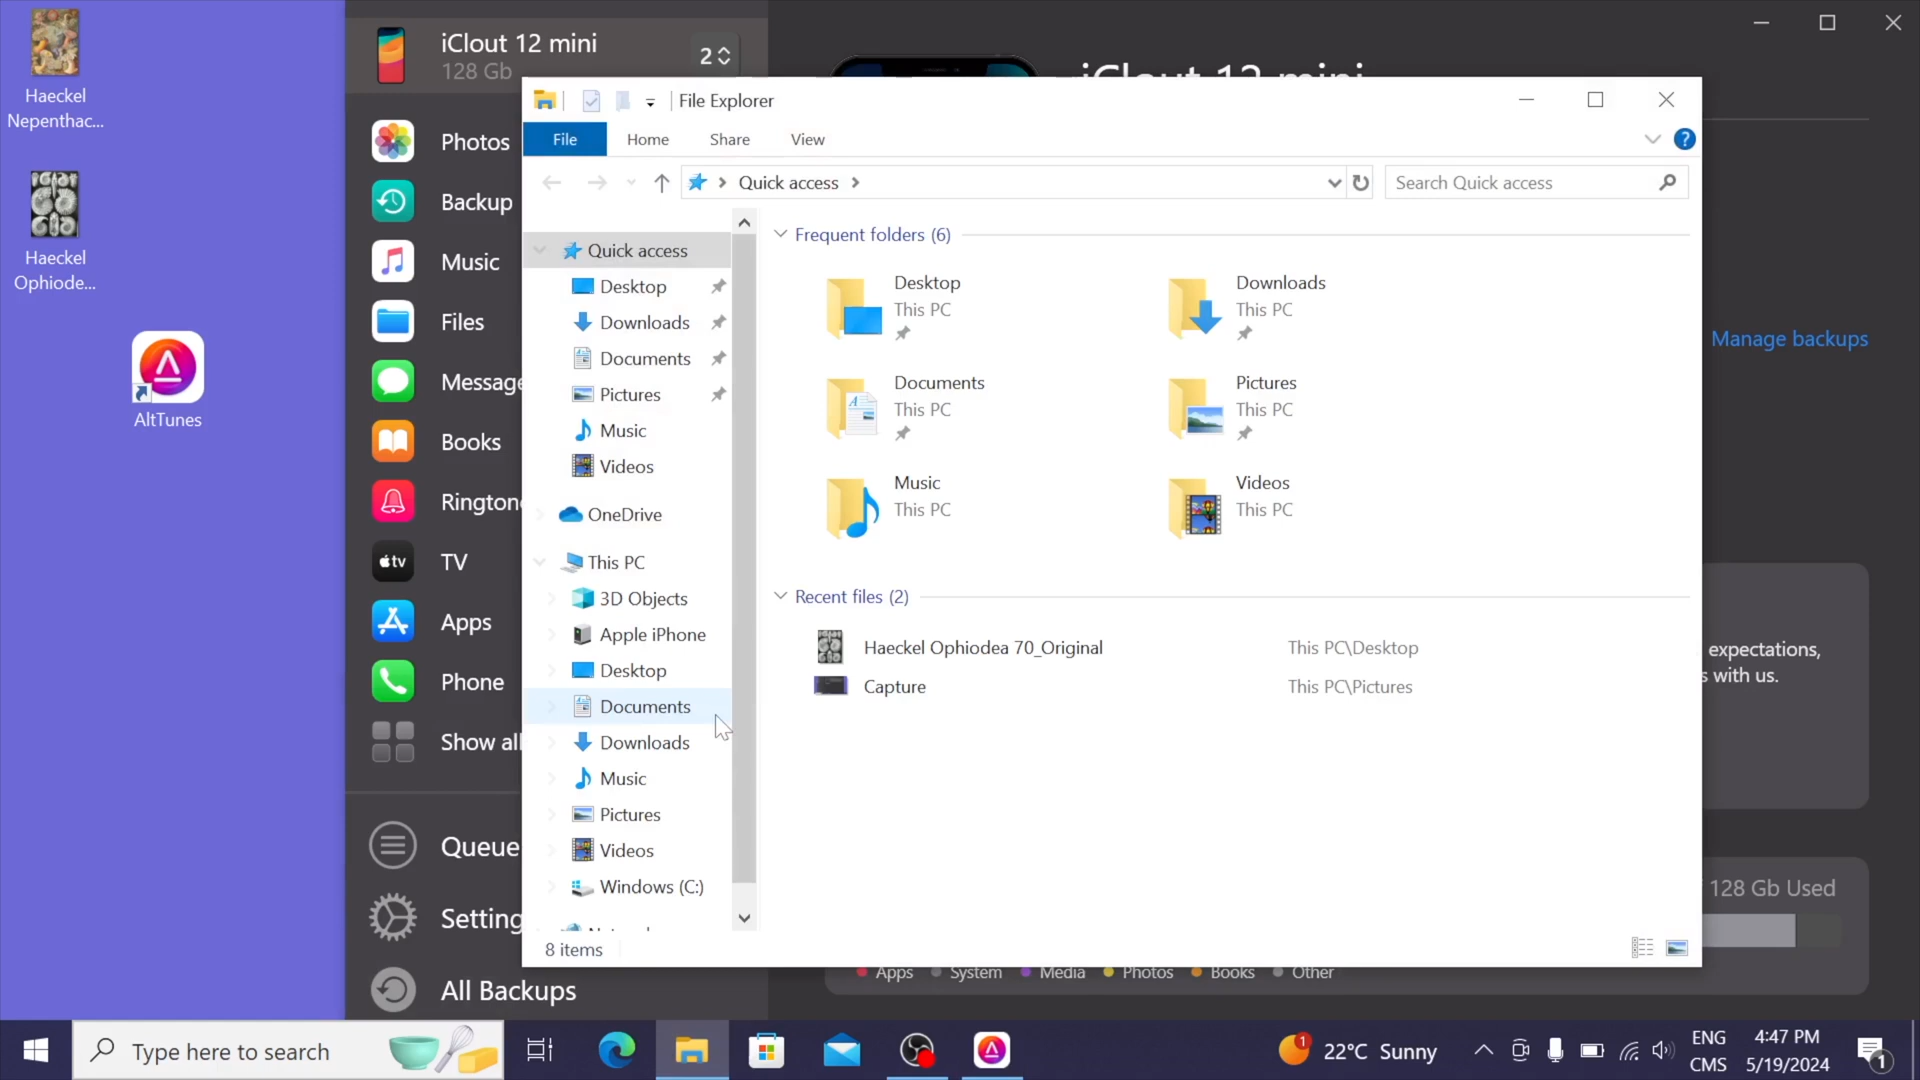 Haeckel
Nepenthac...
Haeckel
Ophiode...
AltTunes
iClout 12 mini
128 Gb
2
Photos
Backup
Music
Files
Message
Books
Rington
TV
Apps
Phone
Show all
Queue
Setting
All Backups
iClout 12 mini
File Explorer
File
Home
Share
View
Quick access
Search Quick access
Quick access
Desktop
Downloads
Documents
Pictures
Music
Videos
OneDrive
This PC
3D Objects
Apple iPhone
Desktop
Documents
Downloads
Music
Pictures
Videos
Windows (C:)
8 items
Frequent folders (6)
Desktop
This PC
Downloads
This PC
Documents
This PC
Pictures
This PC
Music
This PC
Videos
This PC
Recent files (2)
Haeckel Ophiodea 70_Original
This PC\Desktop
Capture
This PC\Pictures
Manage backups
expectations,
s with us.
128 Gb Used
Apps
System
Media
Photos
Books
Other
Type here to search
1
22°C Sunny
ENG
CMS
4:47 PM
5/19/2024
1